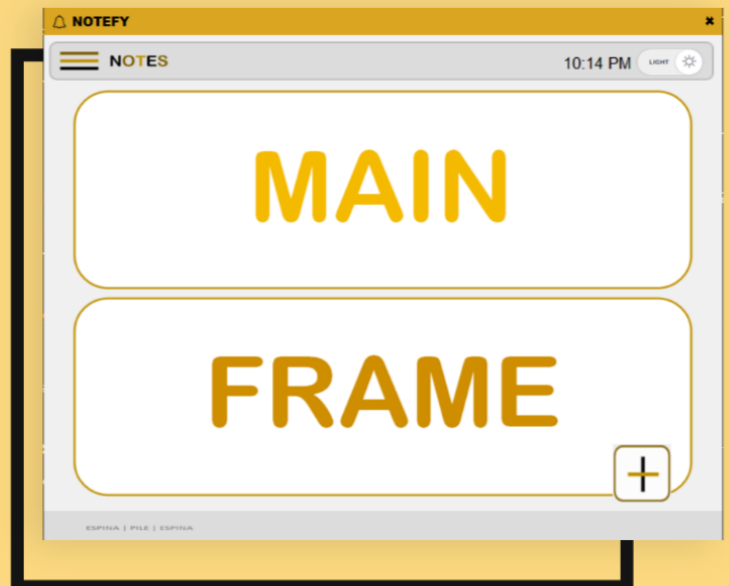 NOTEFY
NOTES
10:14 PM LIGHT
MAIN
FRAME
ESPINA | PILE | ESPINA